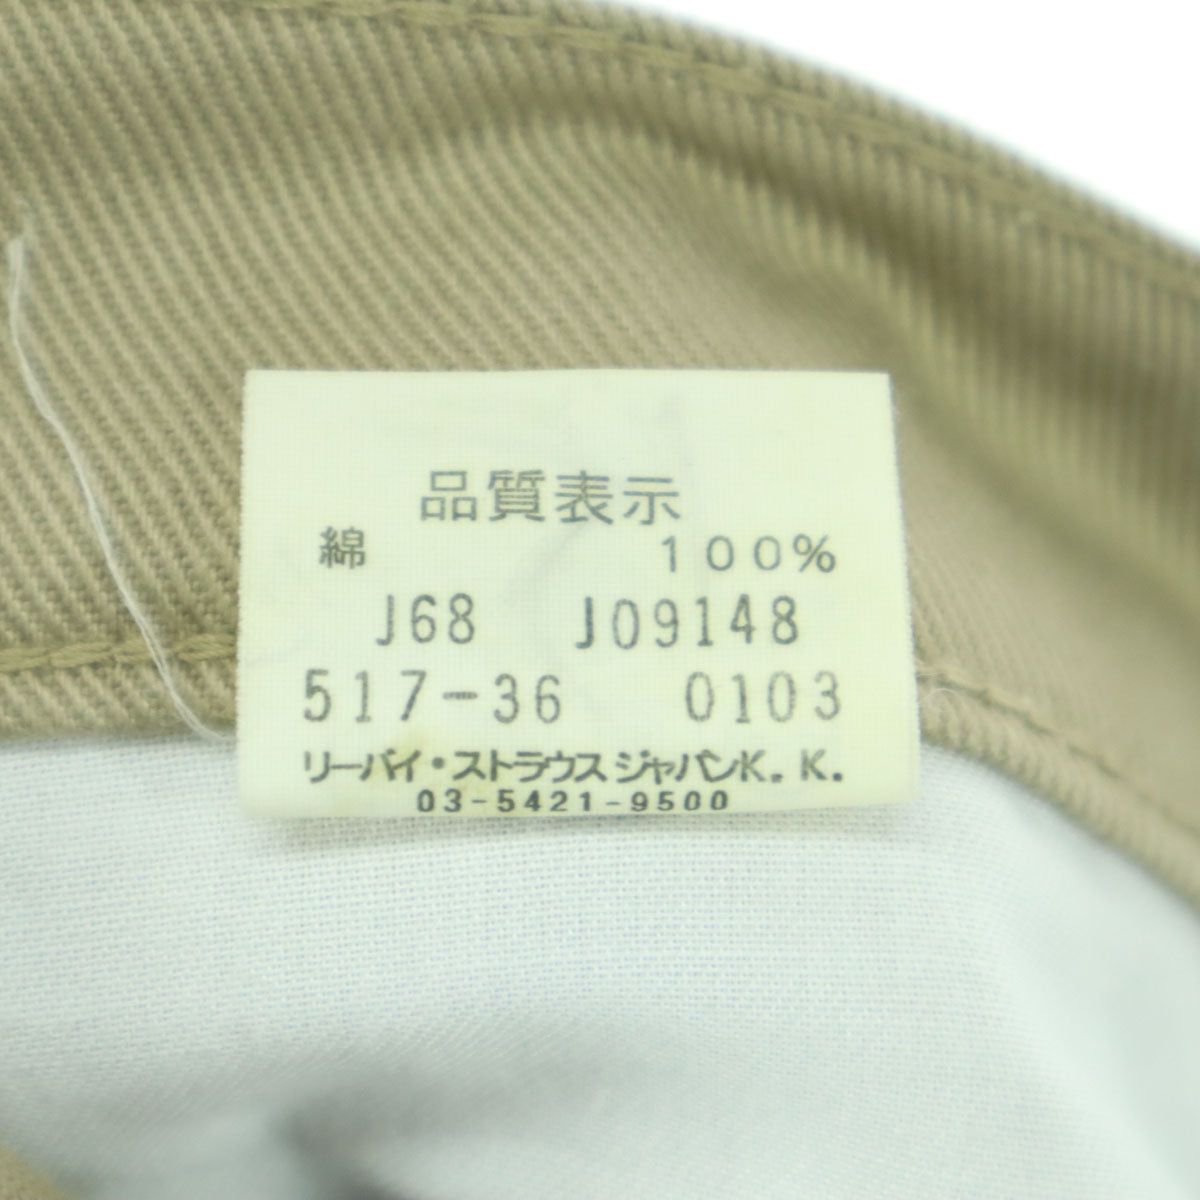 品質表示
綿 100%
J68 J09148
517-36 0103
リーバイ・ストラウス ジャパンK.K.
03-5421-9500